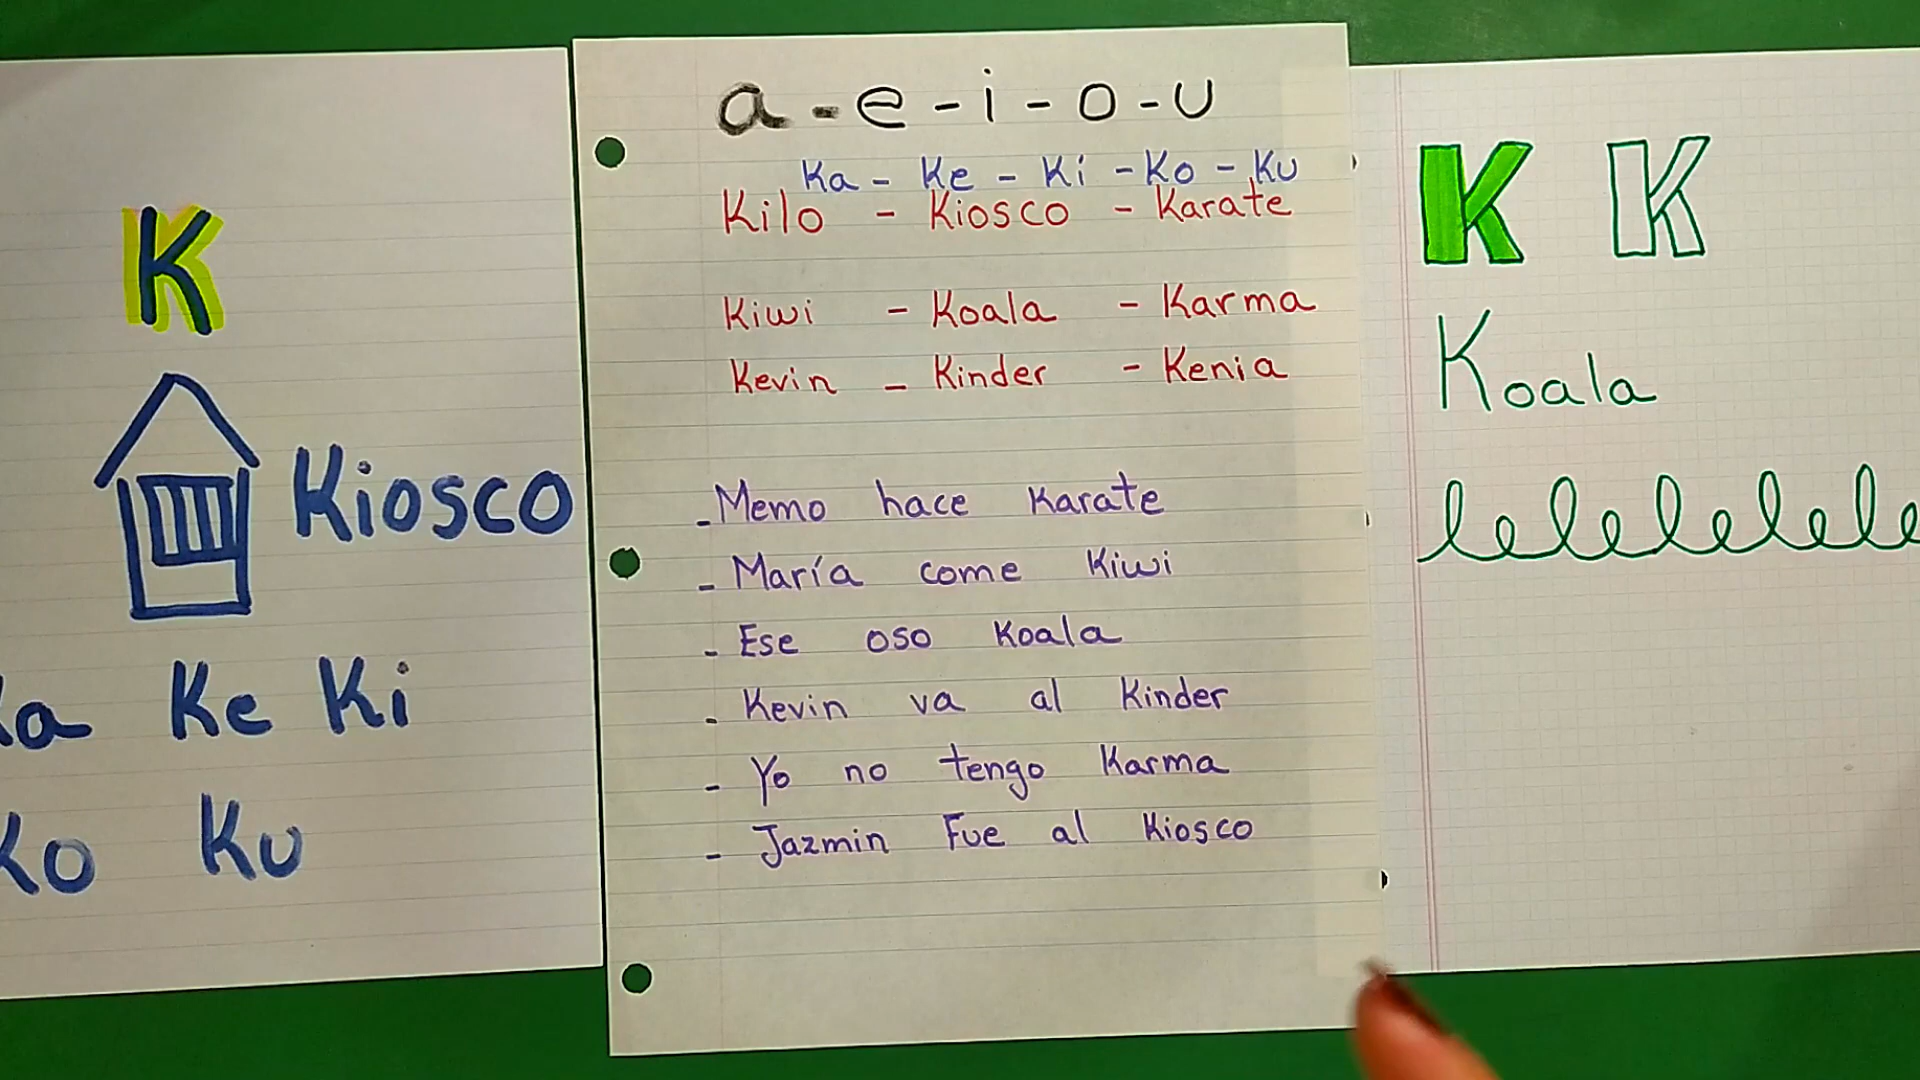 K
Kiosco
Ke Ki
Ko Ku
a - e - i - o - u
Ka - Ke - Ki - Ko - Ku
Kilo - Kiosco - Karate
Kiwi - Koala - Karma
Kevin - Kinder - Kenia
- Memo hace Karate
- María come Kiwi
- Ese oso Koala
- Kevin va al Kinder
- Yo no tengo Karma
- Jazmin Fue al Kiosco
K K
Koala
lelelelele